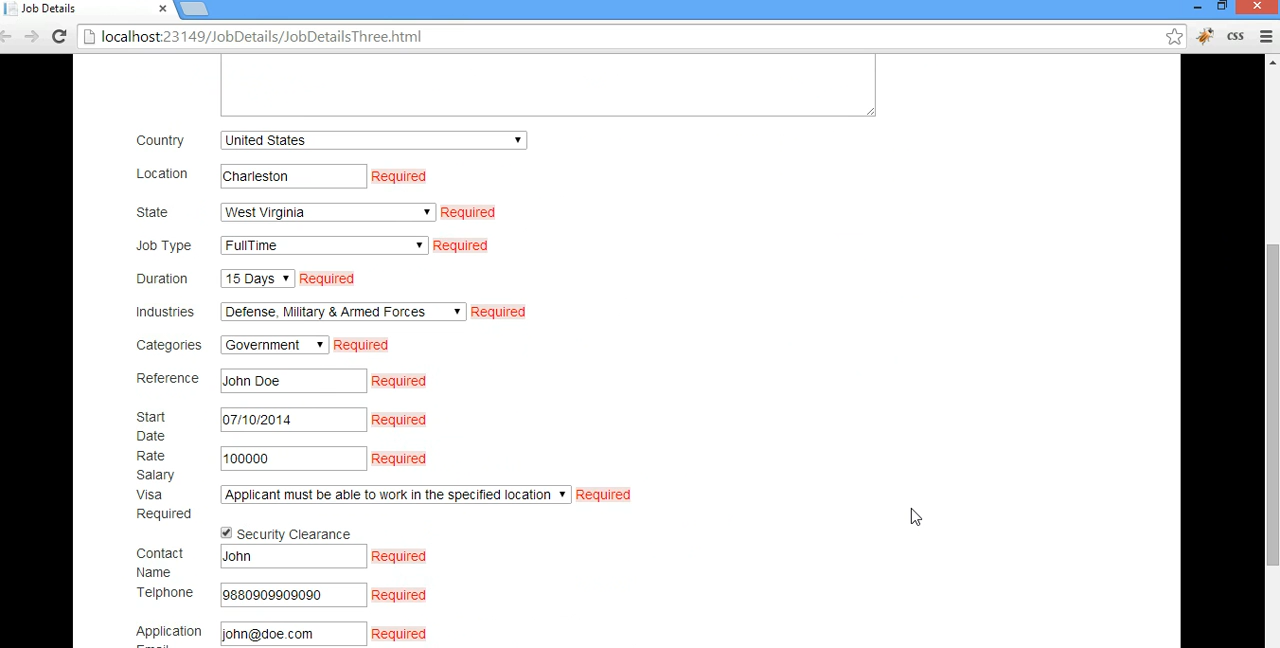 Job Details
localhost:23149/JobDetails/JobDetailsThree.html
CSS
Country United States
Location Charleston Required
State West Virginia Required
Job Type FullTime Required
Duration 15 Days Required
Industries Defense, Military & Armed Forces Required
Categories Government Required
Reference John Doe Required
Start Date 07/10/2014 Required
Rate Salary 100000 Required
Visa Required Applicant must be able to work in the specified location Required
Security Clearance
Contact Name John Required
Telphone 9880909909090 Required
Application john@doe.com Required